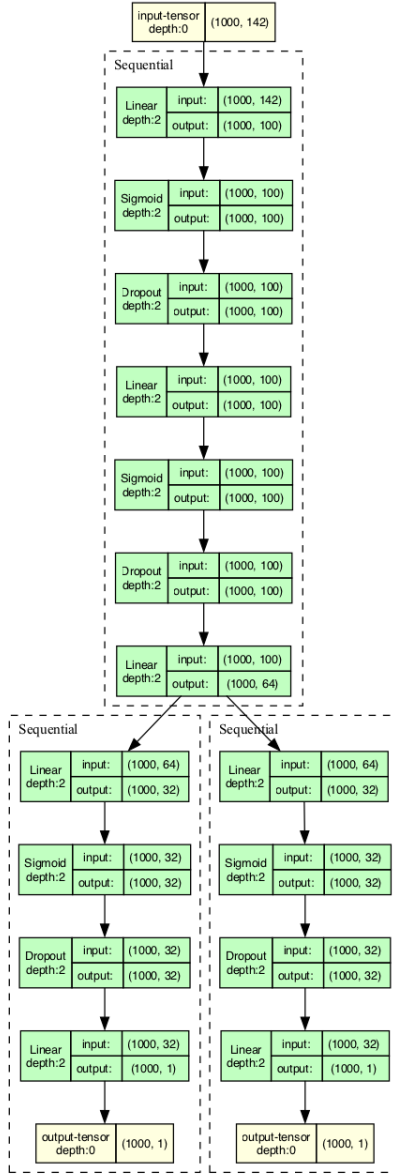 input-tensor
depth:0
(1000, 142)
Sequential
Linear
depth:2
input:
(1000, 142)
output:
(1000, 100)
Sigmoid
depth:2
input:
(1000, 100)
output:
(1000, 100)
Dropout
depth:2
input:
(1000, 100)
output:
(1000, 100)
Linear
depth:2
input:
(1000, 100)
output:
(1000, 100)
Sigmoid
depth:2
input:
(1000, 100)
output:
(1000, 100)
Dropout
depth:2
input:
(1000, 100)
output:
(1000, 100)
Linear
depth:2
input:
(1000, 100)
output:
(1000, 64)
Sequential
Linear
depth:2
input:
(1000, 64)
output:
(1000, 32)
Sigmoid
depth:2
input:
(1000, 32)
output:
(1000, 32)
Dropout
depth:2
input:
(1000, 32)
output:
(1000, 32)
Linear
depth:2
input:
(1000, 32)
output:
(1000, 1)
output-tensor
depth:0
(1000, 1)
Sequential
Linear
depth:2
input:
(1000, 64)
output:
(1000, 32)
Sigmoid
depth:2
input:
(1000, 32)
output:
(1000, 32)
Dropout
depth:2
input:
(1000, 32)
output:
(1000, 32)
Linear
depth:2
input:
(1000, 32)
output:
(1000, 1)
output-tensor
depth:0
(1000, 1)